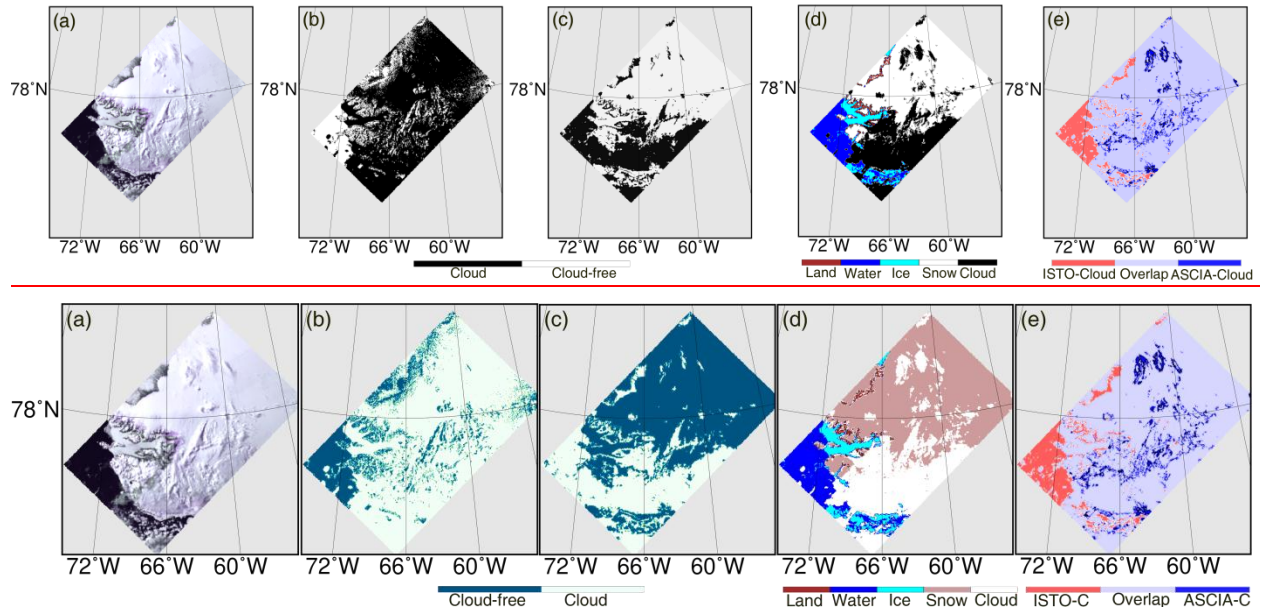 (a) (b) (c) (d) (e)
78°N 78°N 78°N 78°N
72°W 66°W 60°W 72°W 66°W 60°W 72°W 66°W 60°W 72°W 66°W 60°W 72°W 66°W 60°W
Cloud Cloud-free Land Water Ice Snow Cloud ISTO-Cloud Overlap ASCIA-Cloud
(a) (b) (c) (d) (e)
78°N
72°W 66°W 60°W 72°W 66°W 60°W 72°W 66°W 60°W 72°W 66°W 60°W 72°W 66°W 60°W
Cloud-free Cloud Land Water Ice Snow Cloud ISTO-C Overlap ASCIA-C